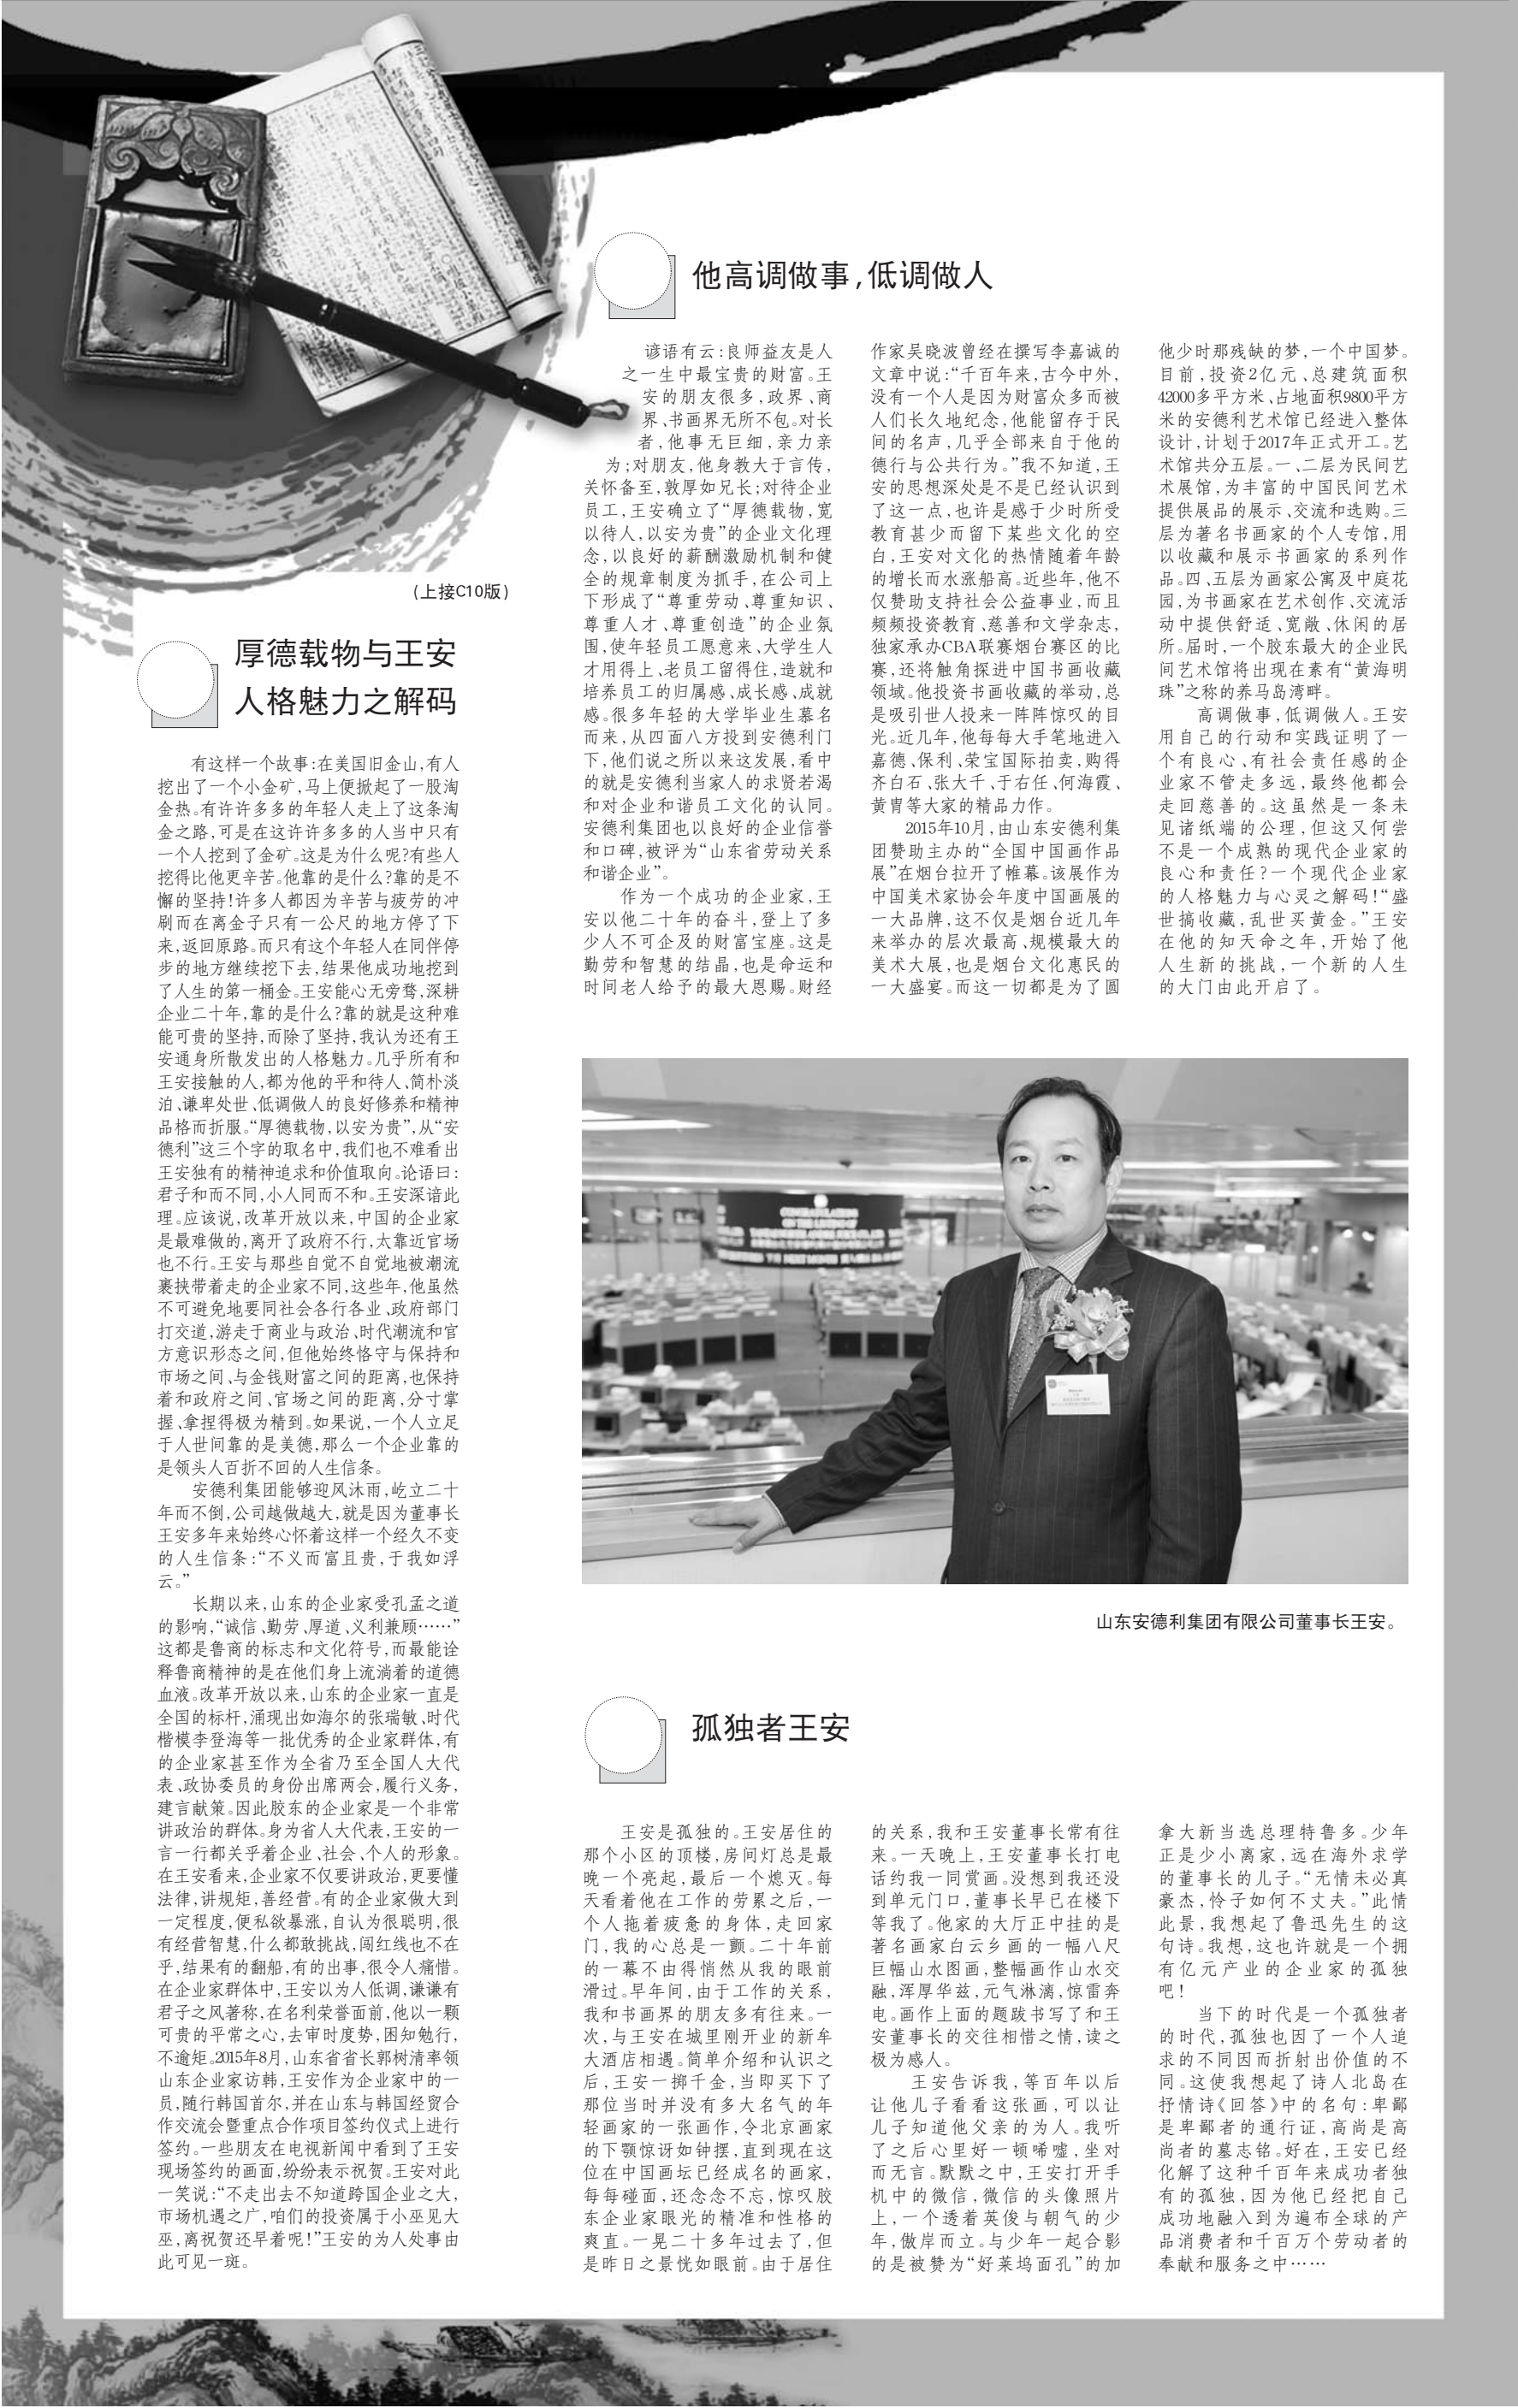 (上接C10版)
厚德载物与王安
人格魅力之解码
有这样一个故事:在美国旧金山,有人
挖出了一个小金矿,马上便掀起了一股淘
金热。有许许多多的年轻人走上了这条淘
金之路,可是在这许许多多的人当中只有
一个人挖到了金矿。这是为什么呢?有些人
挖得比他更辛苦。他靠的是什么?靠的是不
懈的坚持!许多人都因为辛苦与疲劳的冲
刷而在离金子只有一公尺的地方停了下
来,返回原路。而只有这个年轻人在同伴停
步的地方继续挖下去,结果他成功地挖到
了人生的第一桶金。王安能心无旁骛,深耕
企业二十年,靠的是什么?靠的就是这种难
能可贵的坚持,而除了坚持,我认为还有王
安通身所散发出的人格魅力。几乎所有和
王安接触的人,都为他的平和待人、简朴淡
泊、谦卑处世、低调做人的良好修养和精神
品格而折服。“厚德载物,以安为贵”,从“安
德利”这三个字的取名中,我们也不难看出
王安独有的精神追求和价值取向。论语曰:
君子和而不同,小人同而不和。王安深谙此
理。应该说,改革开放以来,中国的企业家
是最难做的,离开了政府不行,太靠近官场
也不行。王安与那些自觉不自觉地被潮流
裹挟带着走的企业家不同,这些年,他虽然
不可避免地要同社会各行各业、政府部门
打交道,游走于商业与政治、时代潮流和官
方意识形态之间,但他始终恪守与保持和
市场之间、与金钱财富之间的距离,也保持
着和政府之间、官场之间的距离,分寸掌
握、拿捏得极为精到。如果说,一个人立足
于人世间靠的是美德,那么一个企业靠的
是领头人百折不回的人生信条。
安德利集团能够迎风沐雨,屹立二十
年而不倒,公司越做越大,就是因为董事长
王安多年来始终心怀着这样一个经久不变
的人生信条:“不义而富且贵,于我如浮
云。”
长期以来,山东的企业家受孔孟之道
的影响,“诚信、勤劳、厚道、义利兼顾……”
这都是鲁商的标志和文化符号,而最能诠
释鲁商精神的是在他们身上流淌着的道德
血液。改革开放以来,山东的企业家一直是
全国的标杆,涌现出如海尔的张瑞敏、时代
楷模李登海等一批优秀的企业家群体,有
的企业家甚至作为全省乃至全国人大代
表、政协委员的身份出席两会,履行义务,
建言献策。因此胶东的企业家是一个非常
讲政治的群体。身为省人大代表,王安的一
言一行都关乎着企业、社会、个人的形象。
在王安看来,企业家不仅要讲政治,更要懂
法律,讲规矩,善经营。有的企业家做大到
一定程度,便私欲暴涨,自认为很聪明,很
有经营智慧,什么都敢挑战,闯红线也不在
乎,结果有的翻船,有的出事,很令人痛惜。
在企业家群体中,王安以为人低调,谦谦有
君子之风著称,在名利荣誉面前,他以一颗
可贵的平常之心,去审时度势,困知勉行,
不逾矩。2015年8月,山东省省长郭树清率领
山东企业家访韩,王安作为企业家中的一
员,随行韩国首尔,并在山东与韩国经贸合
作交流会暨重点合作项目签约仪式上进行
签约。一些朋友在电视新闻中看到了王安
现场签约的画面,纷纷表示祝贺。王安对此
一笑说:“不走出去不知道跨国企业之大,
市场机遇之广,咱们的投资属于小巫见大
巫,离祝贺还早着呢!”王安的为人处事由
此可见一斑。
他高调做事,低调做人
谚语有云:良师益友是人
之一生中最宝贵的财富。王
安的朋友很多,政界、商
界、书画界无所不包。对长
者,他事无巨细,亲力亲
为;对朋友,他身教大于言传,
关怀备至,敦厚如兄长;对待企业
员工,王安确立了“厚德载物,宽
以待人,以安为贵”的企业文化理
念,以良好的薪酬激励机制和健
全的规章制度为抓手,在公司上
下形成了“尊重劳动、尊重知识、
尊重人才、尊重创造”的企业氛
围,使年轻员工愿意来、大学生人
才用得上、老员工留得住,造就和
培养员工的归属感、成长感、成就
感。很多年轻的大学毕业生慕名
而来,从四面八方投到安德利门
下,他们说之所以来这发展,看中
的就是安德利当家人的求贤若渴
和对企业和谐员工文化的认同。
安德利集团也以良好的企业信誉
和口碑,被评为“山东省劳动关系
和谐企业”。
作为一个成功的企业家,王
安以他二十年的奋斗,登上了多
少人不可企及的财富宝座。这是
勤劳和智慧的结晶,也是命运和
时间老人给予的最大恩赐。财经
作家吴晓波曾经在撰写李嘉诚的
文章中说:“千百年来,古今中外,
没有一个人是因为财富众多而被
人们长久地纪念,他能留存于民
间的名声,几乎全部来自于他的
德行与公共行为。”我不知道,王
安的思想深处是不是已经认识到
了这一点,也许是感于少时所受
教育甚少而留下某些文化的空
白,王安对文化的热情随着年龄
的增长而水涨船高。近些年,他不
仅赞助支持社会公益事业,而且
频频投资教育、慈善和文学杂志,
独家承办CBA联赛烟台赛区的比
赛,还将触角探进中国书画收藏
领域。他投资书画收藏的举动,总
是吸引世人投来一阵阵惊叹的目
光。近几年,他每每大手笔地进入
嘉德、保利、荣宝国际拍卖,购得
齐白石、张大千、于右任、何海霞、
黄胄等大家的精品力作。
2015年10月,由山东安德利集
团赞助主办的“全国中国画作品
展”在烟台拉开了帷幕。该展作为
中国美术家协会年度中国画展的
一大品牌,这不仅是烟台近几年
来举办的层次最高、规模最大的
美术大展,也是烟台文化惠民的
一大盛宴。而这一切都是为了圆
他少时那残缺的梦,一个中国梦。
目前,投资2亿元、总建筑面积
42000多平方米、占地面积9800平方
米的安德利艺术馆已经进入整体
设计,计划于2017年正式开工。艺
术馆共分五层。一、二层为民间艺
术展馆,为丰富的中国民间艺术
提供展品的展示、交流和选购。三
层为著名书画家的个人专馆,用
以收藏和展示书画家的系列作
品。四、五层为画家公寓及中庭花
园,为书画家在艺术创作、交流活
动中提供舒适、宽敞、休闲的居
所。届时,一个胶东最大的企业民
间艺术馆将出现在素有“黄海明
珠”之称的养马岛湾畔。
高调做事,低调做人。王安
用自己的行动和实践证明了一
个有良心、有社会责任感的企
业家不管走多远,最终他都会
走回慈善的。这虽然是一条未
见诸纸端的公理,但这又何尝
不是一个成熟的现代企业家的
良心和责任?一个现代企业家
的人格魅力与心灵之解码!“盛
世搞收藏,乱世买黄金。”王安
在他的知天命之年,开始了他
人生新的挑战,一个新的人生
的大门由此开启了。
山东安德利集团有限公司董事长王安。
孤独者王安
王安是孤独的。王安居住的
那个小区的顶楼,房间灯总是最
晚一个亮起,最后一个熄灭。每
天看着他在工作的劳累之后,一
个人拖着疲惫的身体,走回家
门,我的心总是一颤。二十年前
的一幕不由得悄然从我的眼前
滑过。早年间,由于工作的关系,
我和书画界的朋友多有往来。一
次,与王安在城里刚开业的新牟
大酒店相遇。简单介绍和认识之
后,王安一掷千金,当即买下了
那位当时并没有多大名气的年
轻画家的一张画作,令北京画家
的下颚惊讶如钟摆,直到现在这
位在中国画坛已经成名的画家,
每每碰面,还念念不忘,惊叹胶
东企业家眼光的精准和性格的
爽直。一晃二十多年过去了,但
是昨日之景恍如眼前。由于居住
的关系,我和王安董事长常有往
来。一天晚上,王安董事长打电
话约我一同赏画。没想到我还没
到单元门口,董事长早已在楼下
等我了。他家的大厅正中挂的是
著名画家白云乡画的一幅八尺
巨幅山水图画,整幅画作山水交
融,浑厚华兹,元气淋漓,惊雷奔
电。画作上面的题跋书写了和王
安董事长的交往相惜之情,读之
极为感人。
王安告诉我,等百年以后
让他儿子看看这张画,可以让
儿子知道他父亲的为人。我听
了之后心里好一顿唏嘘,坐对
而无言。默默之中,王安打开手
机中的微信,微信的头像照片
上,一个透着英俊与朝气的少
年,傲岸而立。与少年一起合影
的是被赞为“好莱坞面孔”的加
拿大新当选总理特鲁多。少年
正是少小离家,远在海外求学
的董事长的儿子。“无情未必真
豪杰,怜子如何不丈夫。”此情
此景,我想起了鲁迅先生的这
句诗。我想,这也许就是一个拥
有亿元产业的企业家的孤独
吧!
当下的时代是一个孤独者
的时代,孤独也因了一个人追
求的不同因而折射出价值的不
同。这使我想起了诗人北岛在
抒情诗《回答》中的名句:卑鄙
是卑鄙者的通行证,高尚是高
尚者的墓志铭。好在,王安已经
化解了这种千百年来成功者独
有的孤独,因为他已经把自己
成功地融入到为遍布全球的产
品消费者和千百万个劳动者的
奉献和服务之中……